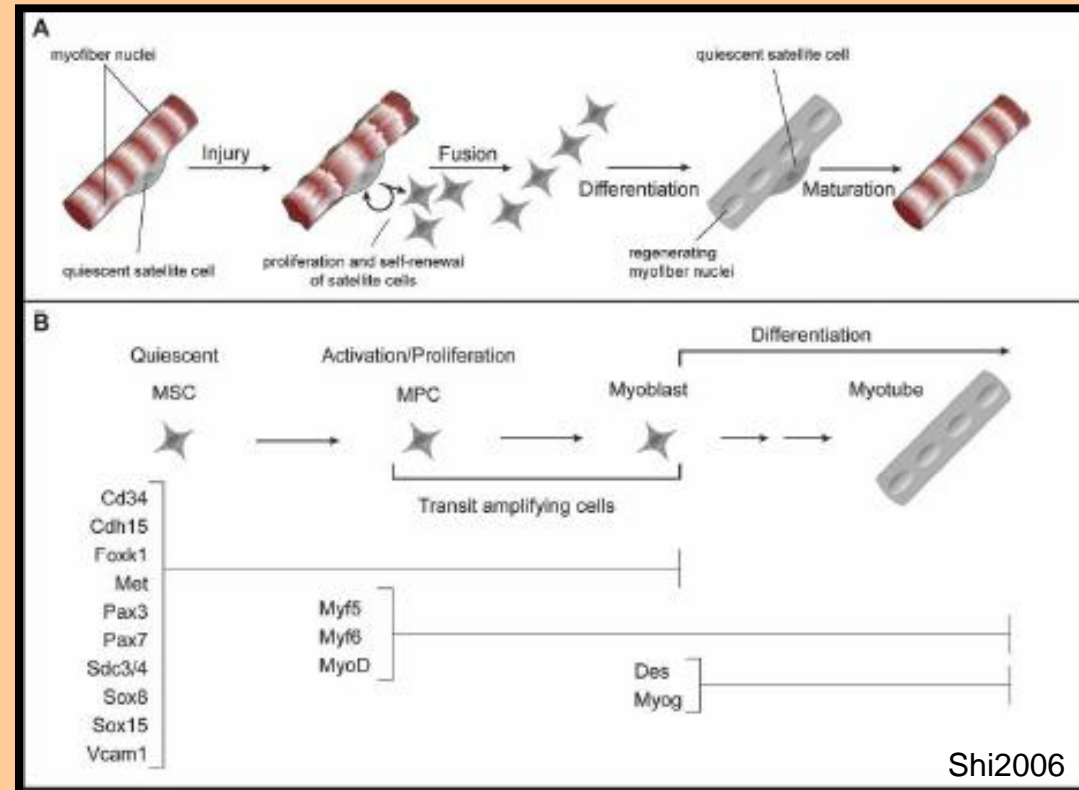 A
myofiber nuclei
quiescent satellite cell
Injury
Fusion
Differentiation
Maturation
quiescent satellite cell
proliferation and self-renewal
of satellite cells
regenerating
myofiber nuclei
B
Differentiation
Quiescent
Activation/Proliferation
MSC
MPC
Myoblast
Myotube
Transit amplifying cells
Cd34
Cdh15
Foxk1
Met
Pax3
Pax7
Sdc3/4
Sox8
Sox15
Vcam1
Myf5
Myf6
MyoD
Des
Myog
Shi2006